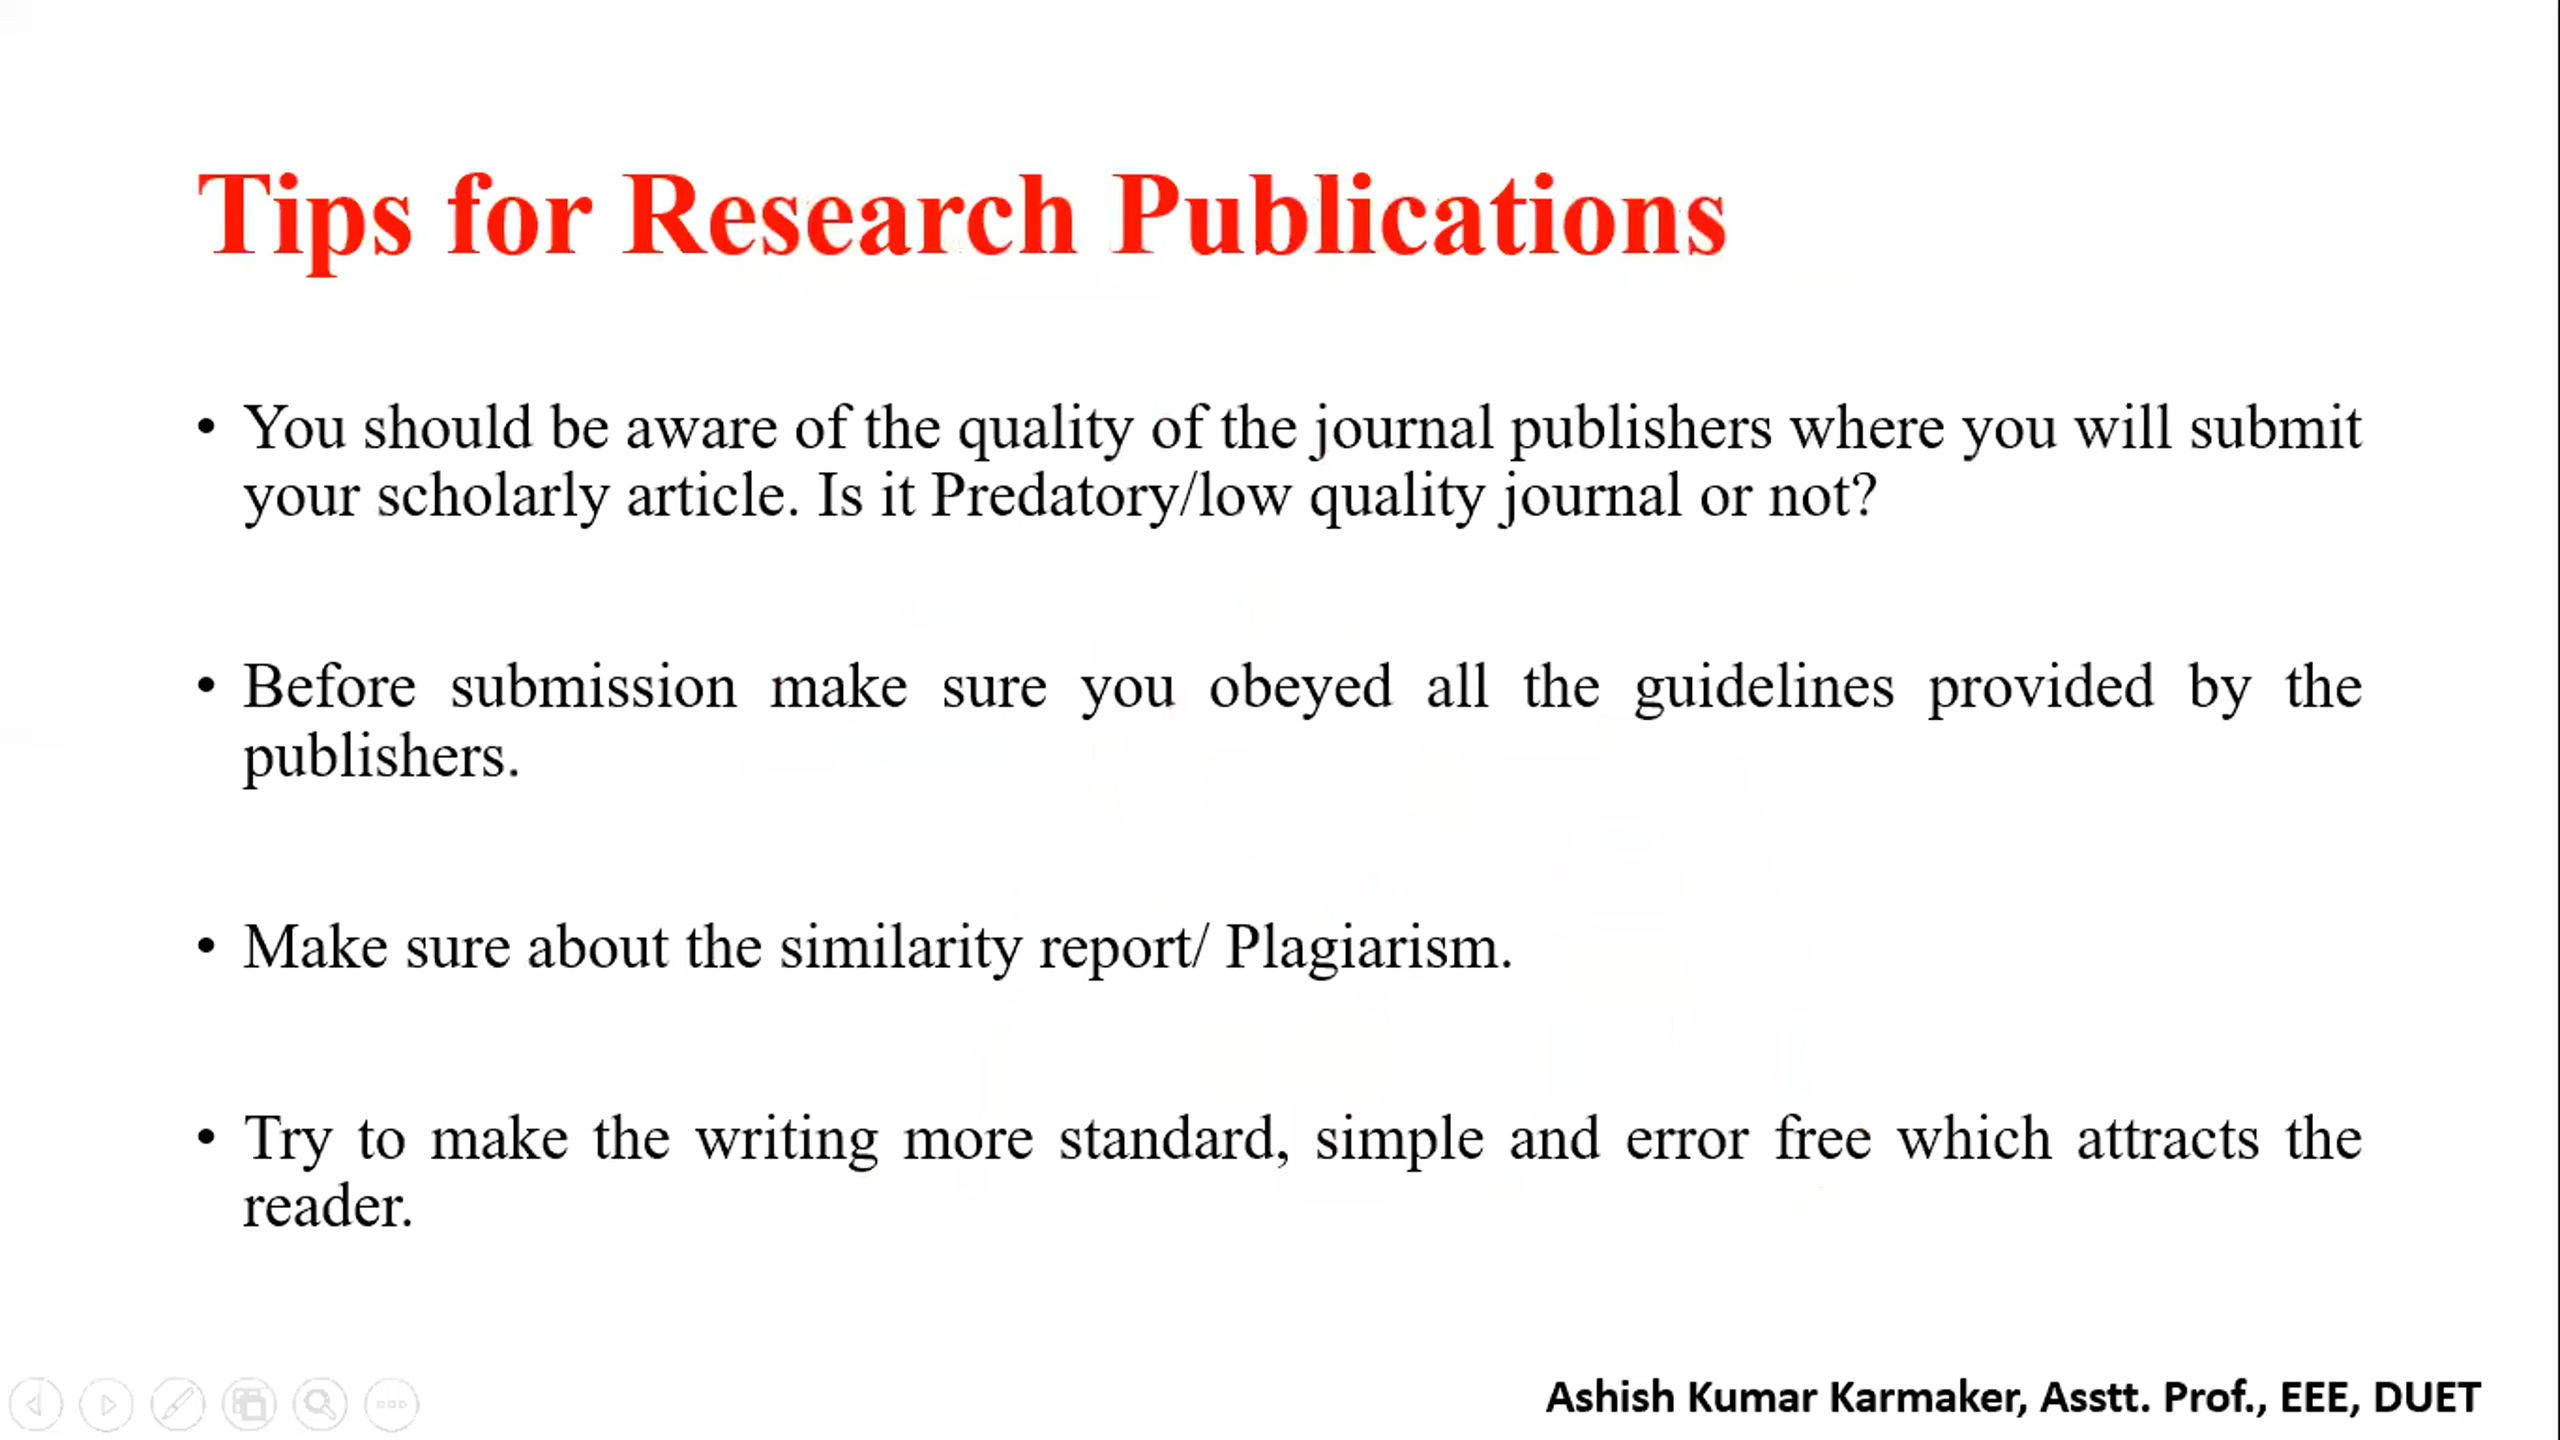 Tips for Research Publications
• You should be aware of the quality of the journal publishers where you will submit
your scholarly article. Is it Predatory/low quality journal or not?
• Before submission make sure you obeyed all the guidelines provided by the
publishers.
• Make sure about the similarity report/ Plagiarism.
• Try to make the writing more standard, simple and error free which attracts the
reader.
Ashish Kumar Karmaker, Asstt. Prof., EEE, DUET